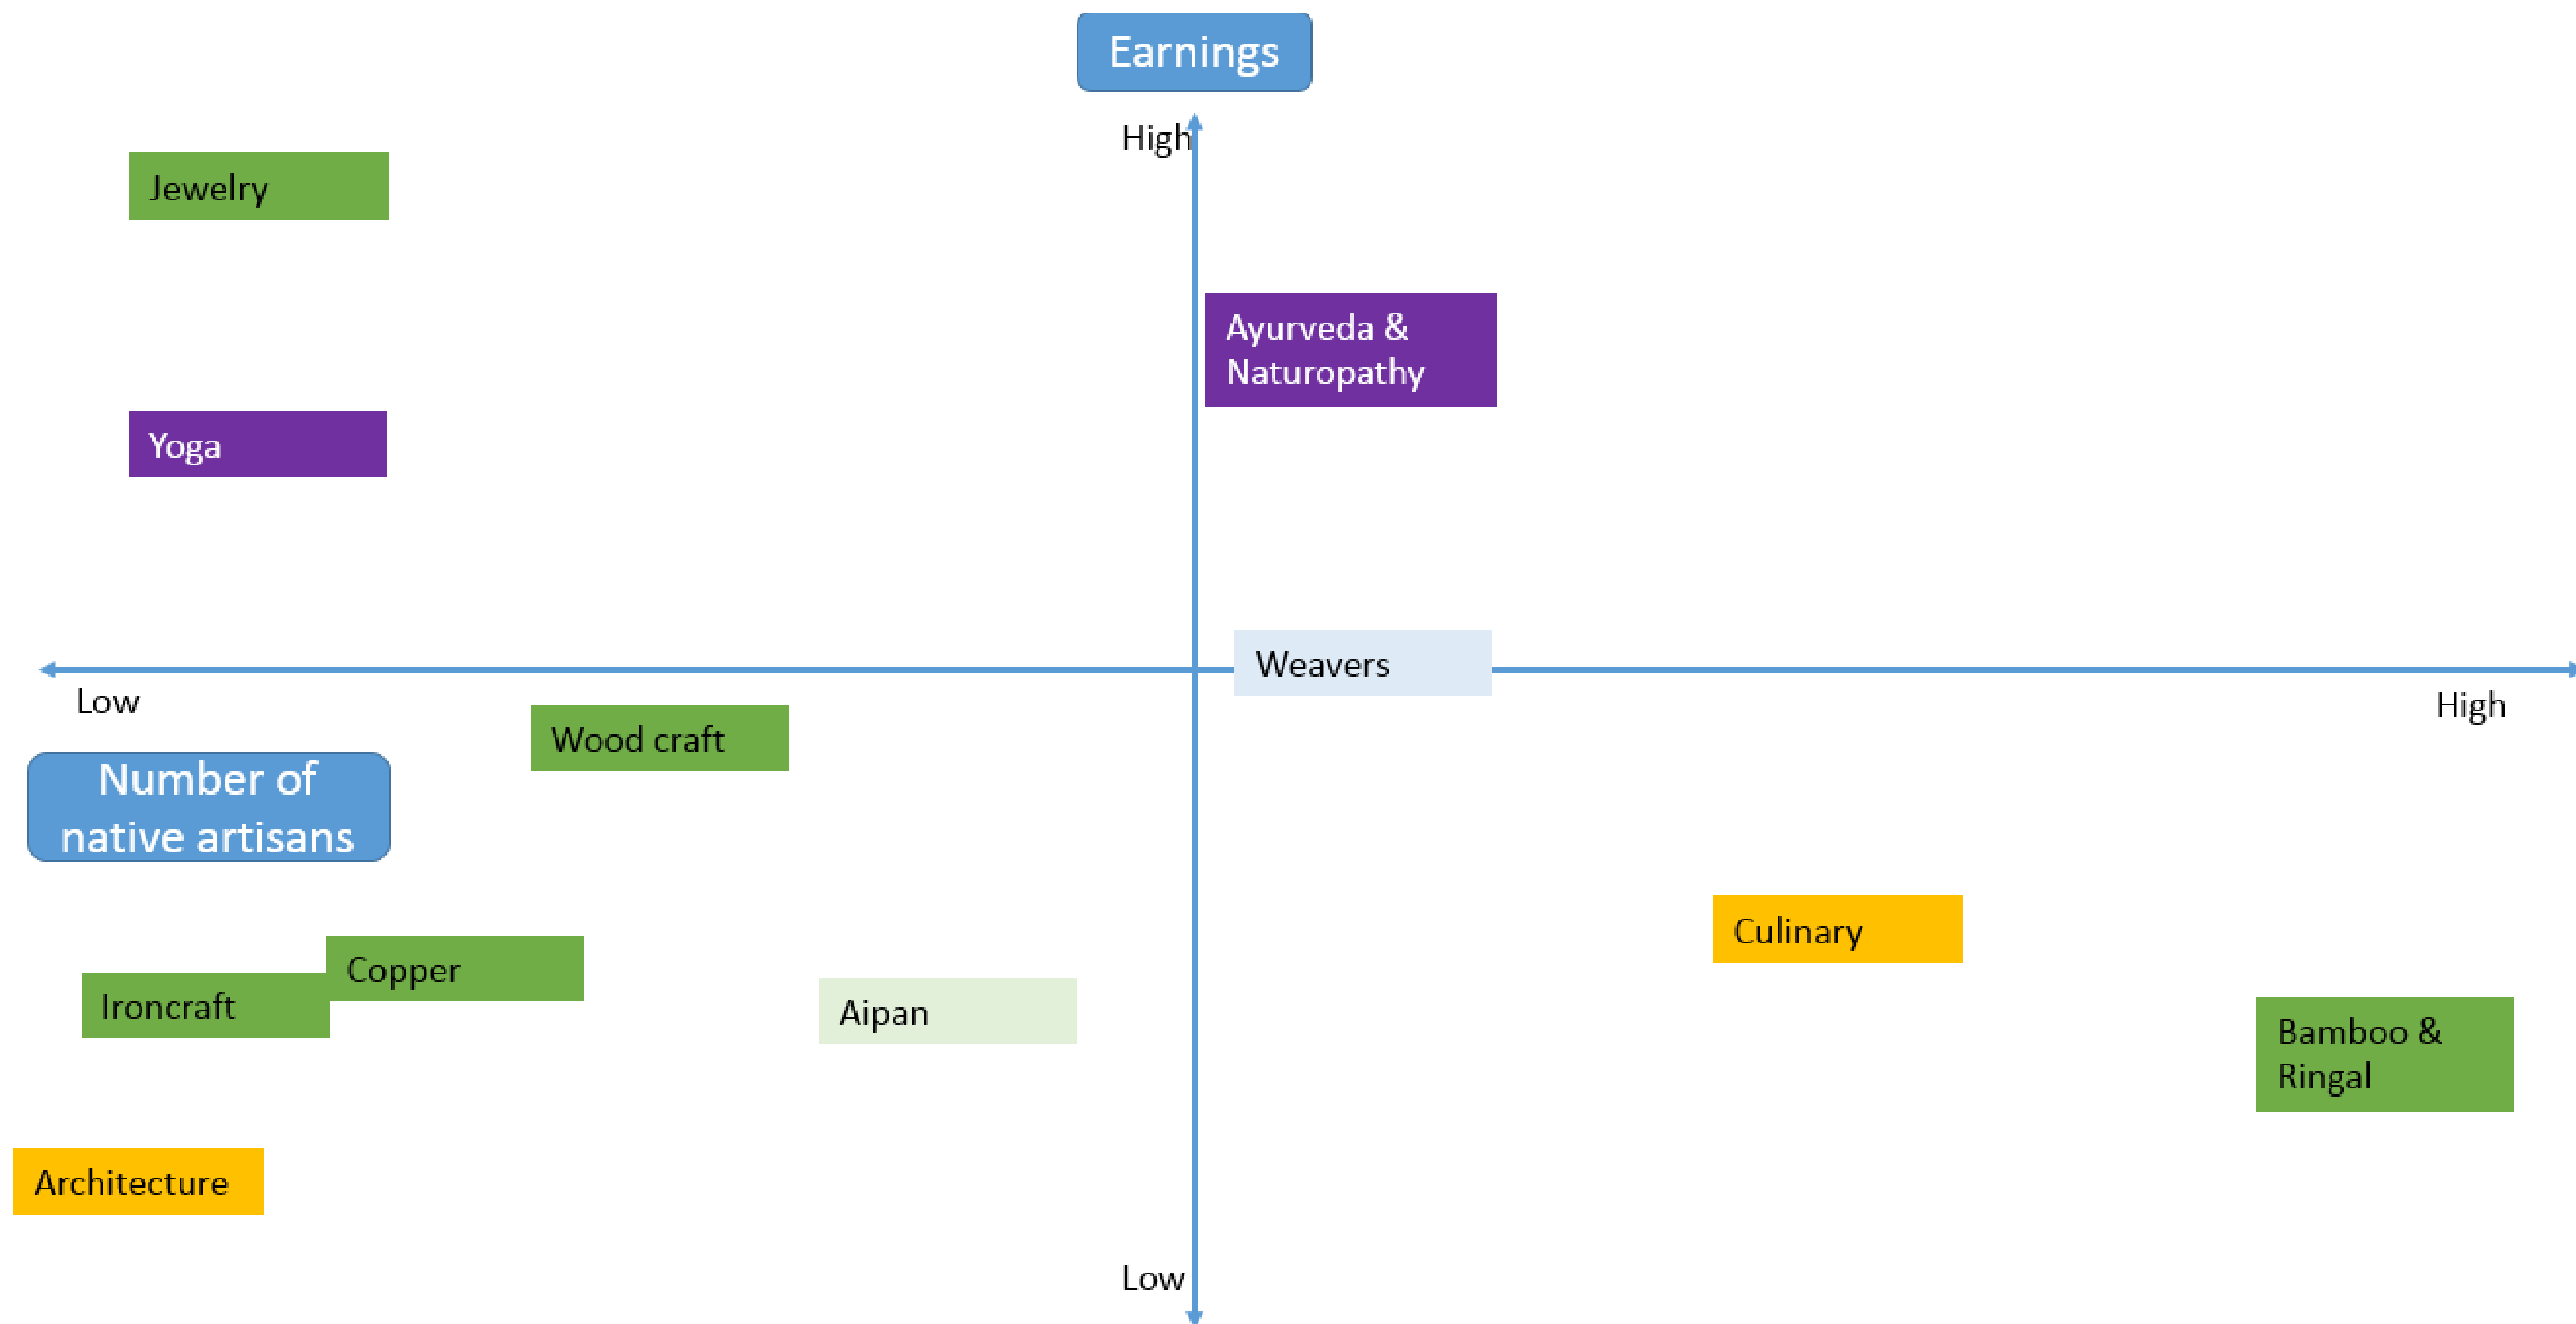 Earnings
High
Jewelry
Ayurveda &
Naturopathy
Yoga
Weavers
Low
High
Wood craft
Number of
native artisans
Culinary
Copper
Ironcraft
Aipan
Bamboo &
Ringal
Architecture
Low